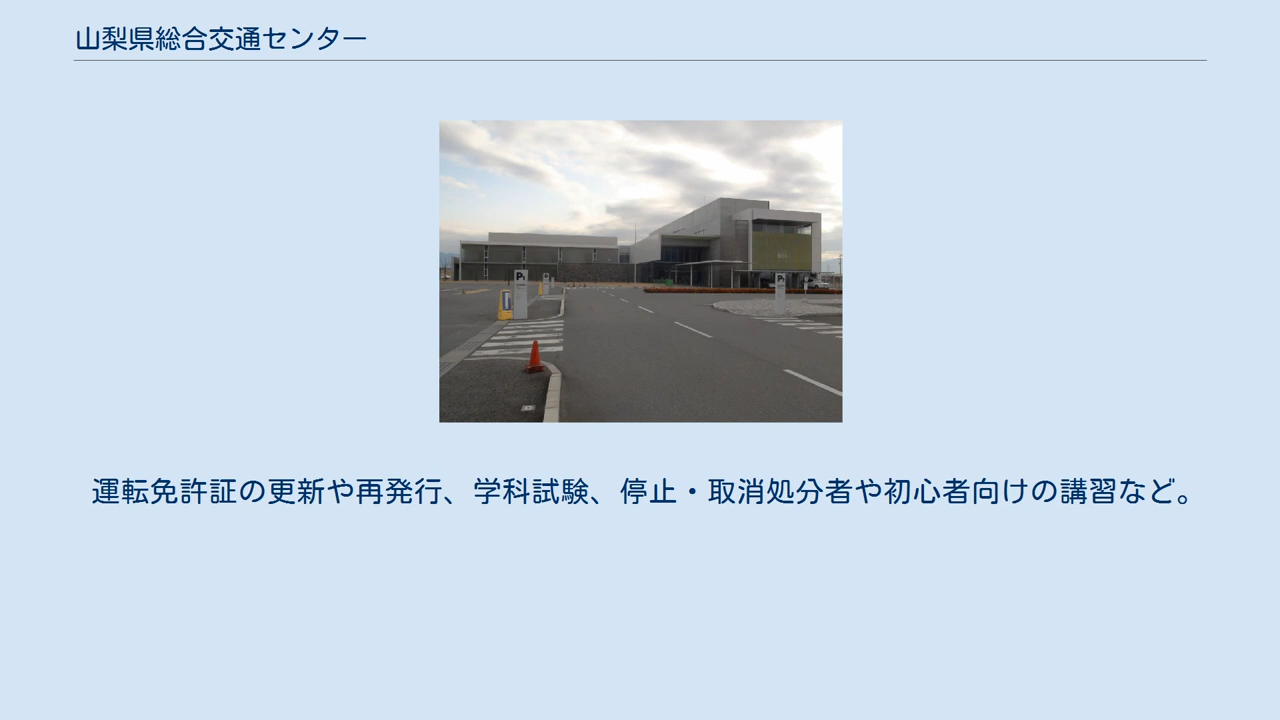 山梨県総合交通センター
P
運転免許証の更新や再発行、学科試験、停止・取消処分者や初心者向けの講習など。